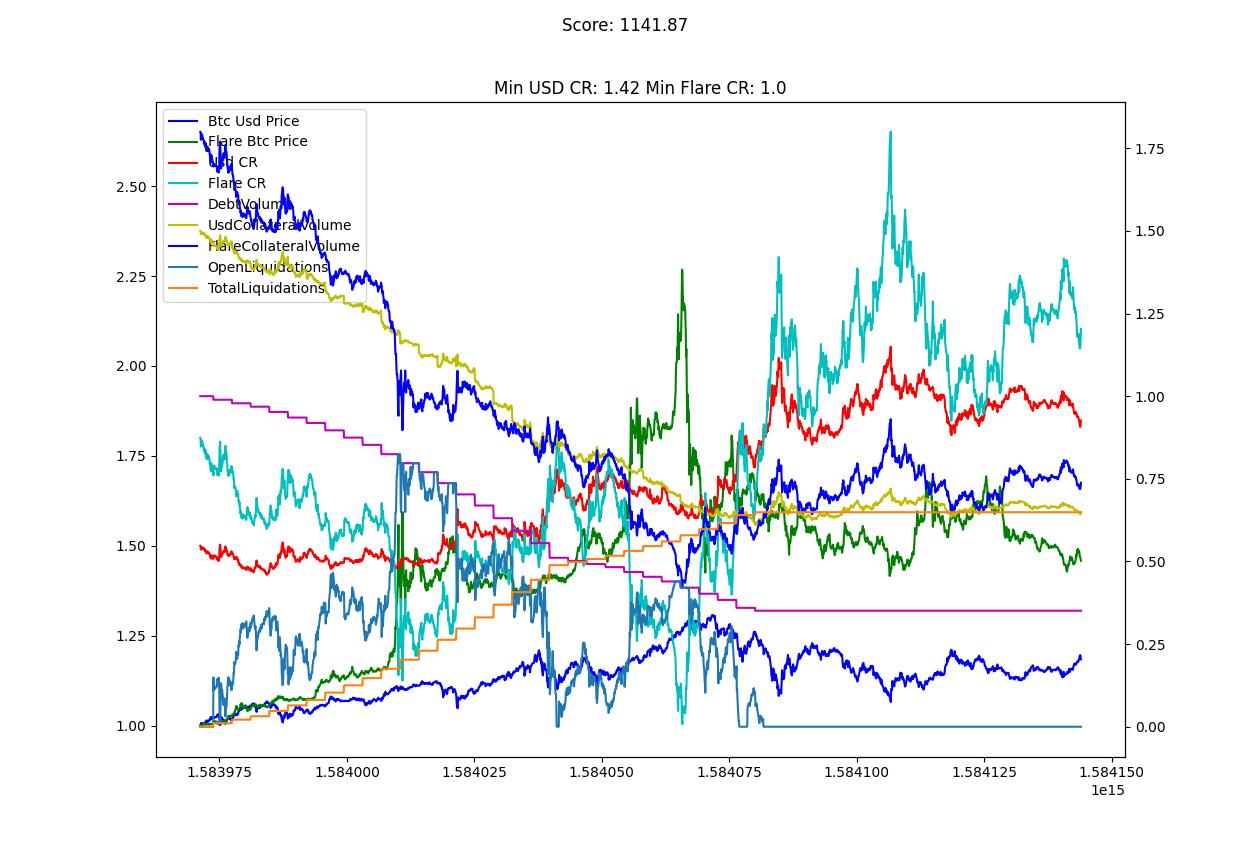 Score: 1141.87
Min USD CR: 1.42 Min Flare CR: 1.0
Btc Usd Price
Flare Btc Price
Usd CR
Flare CR
DebtVolume
UsdCollateralVolume
FlareCollateralVolume
OpenLiquidations
TotalLiquidations
2.50
2.25
2.00
1.75
1.50
1.25
1.00
1.75
1.50
1.25
1.00
0.75
0.50
0.25
0.00
1.583975 1.584000 1.584025 1.584050 1.584075 1.584100 1.584125 1.584150
1e15